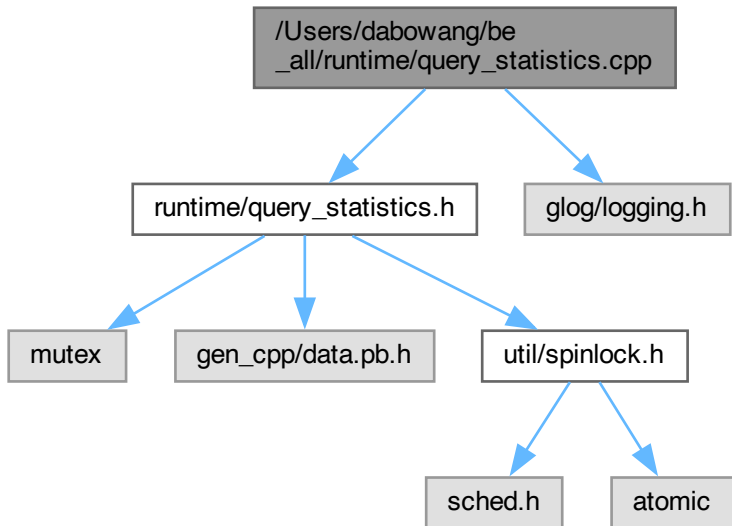 /Users/dabowang/be
_all/runtime/query_statistics.cpp
runtime/query_statistics.h
glog/logging.h
mutex
gen_cpp/data.pb.h
util/spinlock.h
sched.h
atomic